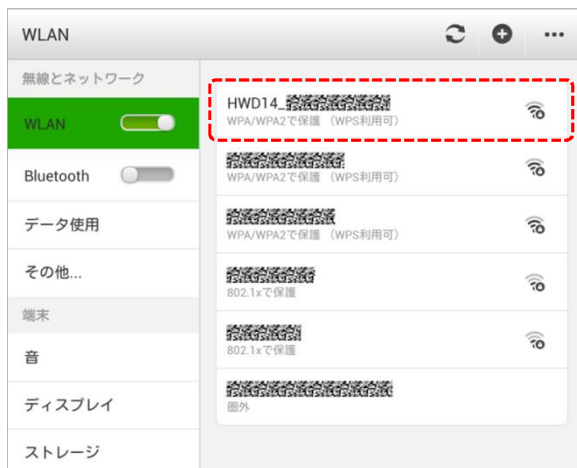 WLAN
無線とネットワーク
WLAN
Bluetooth
データ使用
その他...
端末
音
ディスプレイ
ストレージ
HWD14_
WPA/WPA2で保護 （WPS利用可）
WPA/WPA2で保護 （WPS利用可）
WPA/WPA2で保護 （WPS利用可）
802.1xで保護
802.1xで保護
圏外